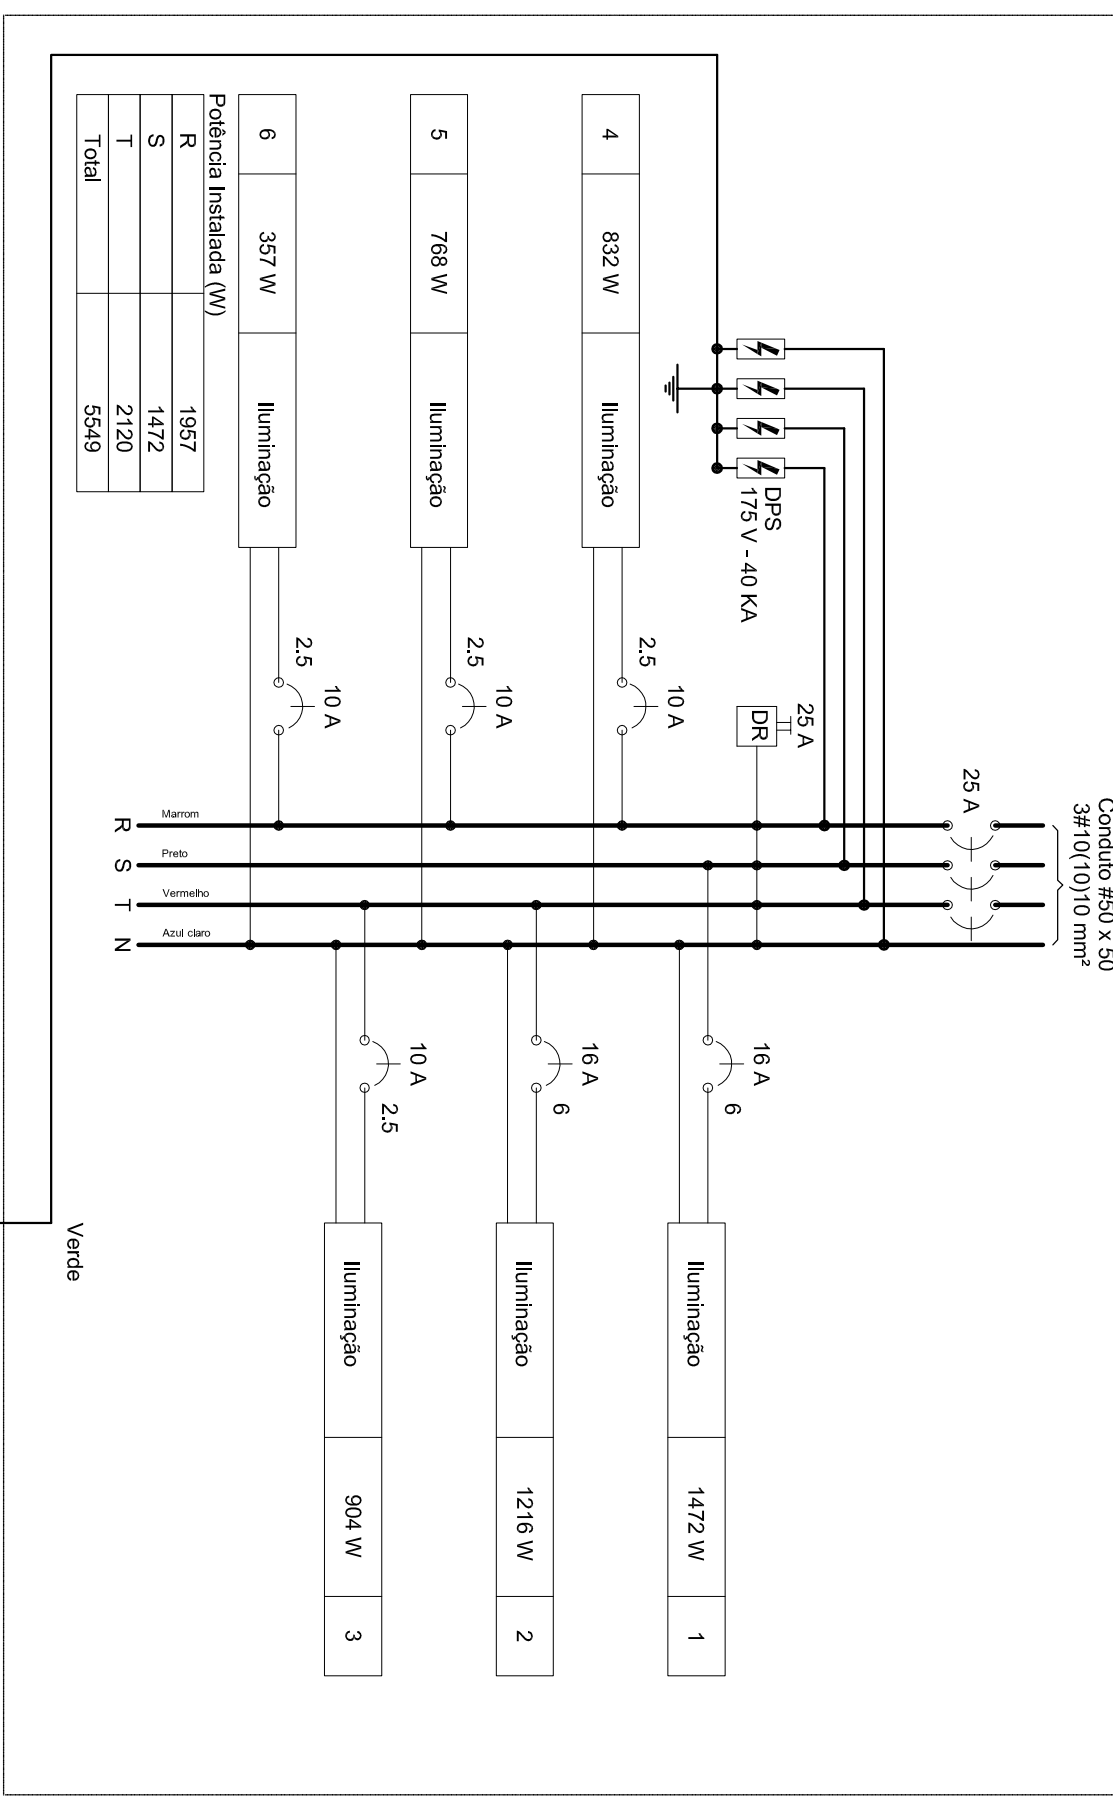 Conduto #50 x 50
3#10(10)10 mm²
25 A
DPS
175 V - 40 KA
25 A
DR
4
832 W
Iluminação
2.5
10 A
16 A
6
Iluminação
1472 W
1
5
768 W
Iluminação
2.5
10 A
16 A
6
Iluminação
1216 W
2
6
357 W
Iluminação
2.5
10 A
10 A
2.5
Iluminação
904 W
3
Potência Instalada (W)
R 1957
S 1472
T 2120
Total 5549
Marrom
Preto
Vermelho
Azul claro
R
S
T
N
Verde